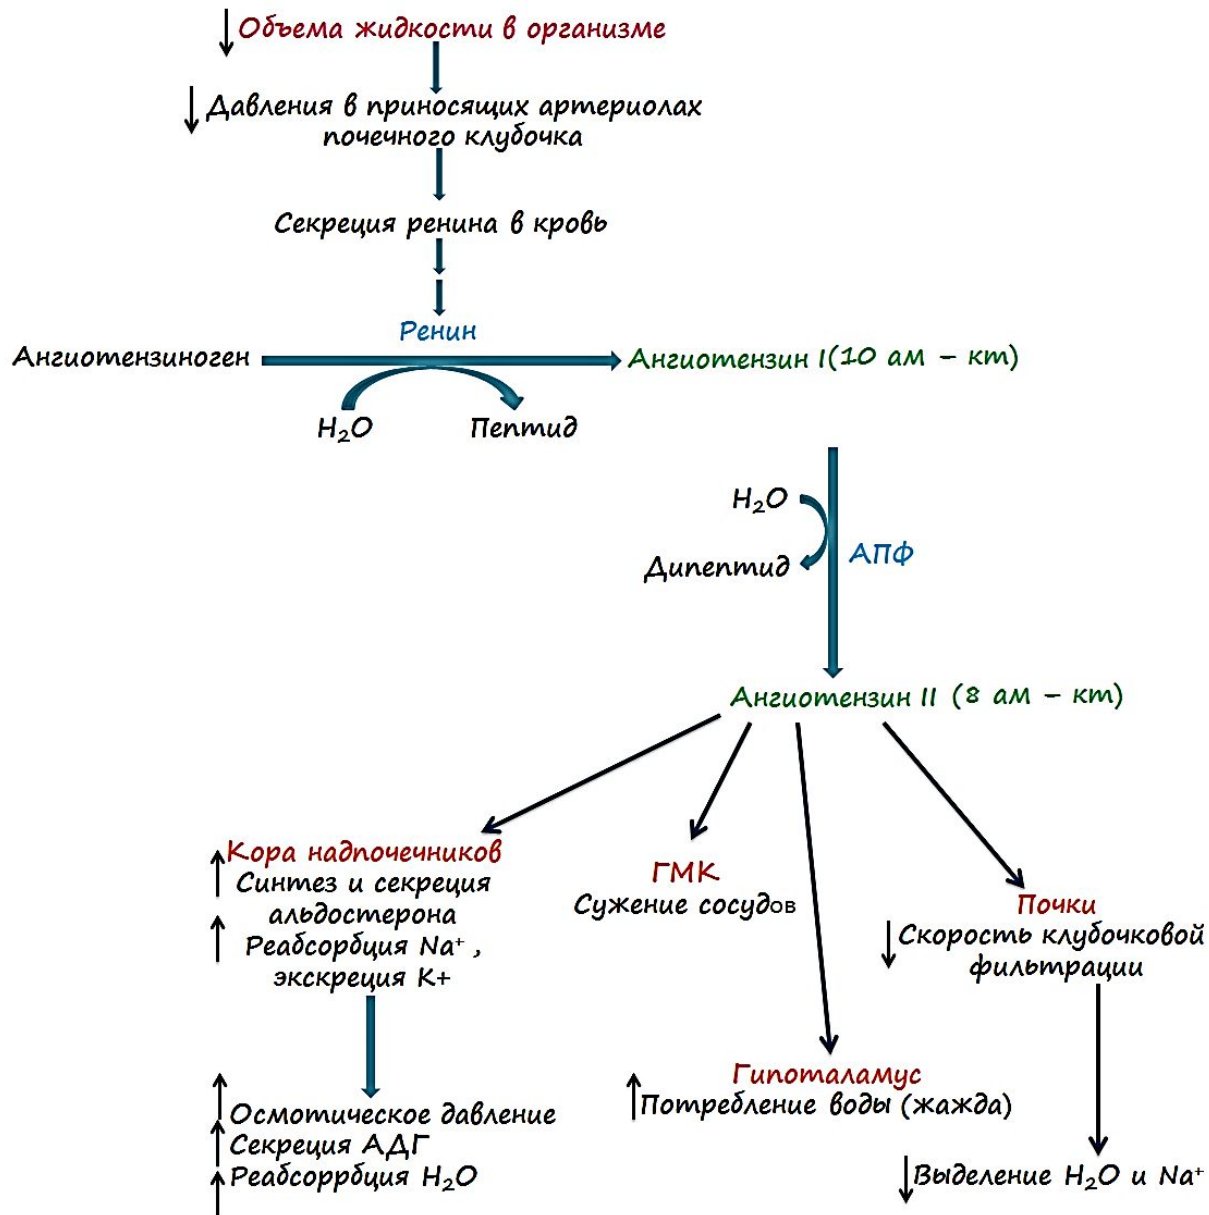 ↓ Объема жидкости в организме
↓ Давления в приносящих артериолах
почечного клубочка
Секреция ренина в кровь
Ренин
Ангиотензиноген
Ангиотензин I(10 ам – кт)
H₂O
Пептид
H₂O
АПФ
Дипептид
Ангиотензин II (8 ам – кт)
Кора надпочечников
↑ Синтез и секреция
альдостерона
↑ Реабсорбция Na⁺ ,
экскреция K+
ГМК
Сужение сосудов
Почки
↓ Скорость клубочковой
фильтрации
Гипоталамус
↑ Потребление воды (жажда)
↑ Осмотическое давление
↑ Секреция АДГ
↑ Реабсоррбция H₂O
↓ Выделение H₂O и Na⁺